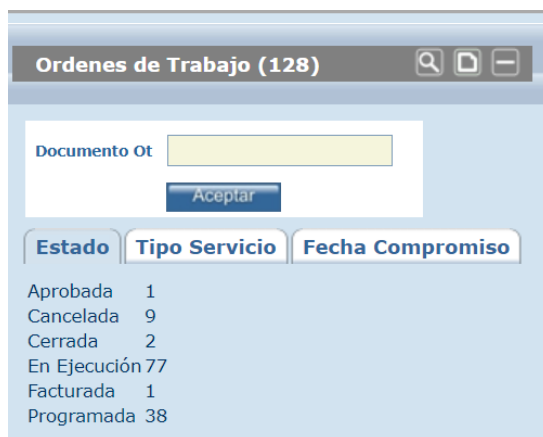 Ordenes de Trabajo (128)
Documento Ot
Aceptar
Estado Tipo Servicio Fecha Compromiso
Aprobada 1
Cancelada 9
Cerrada 2
En Ejecución 77
Facturada 1
Programada 38